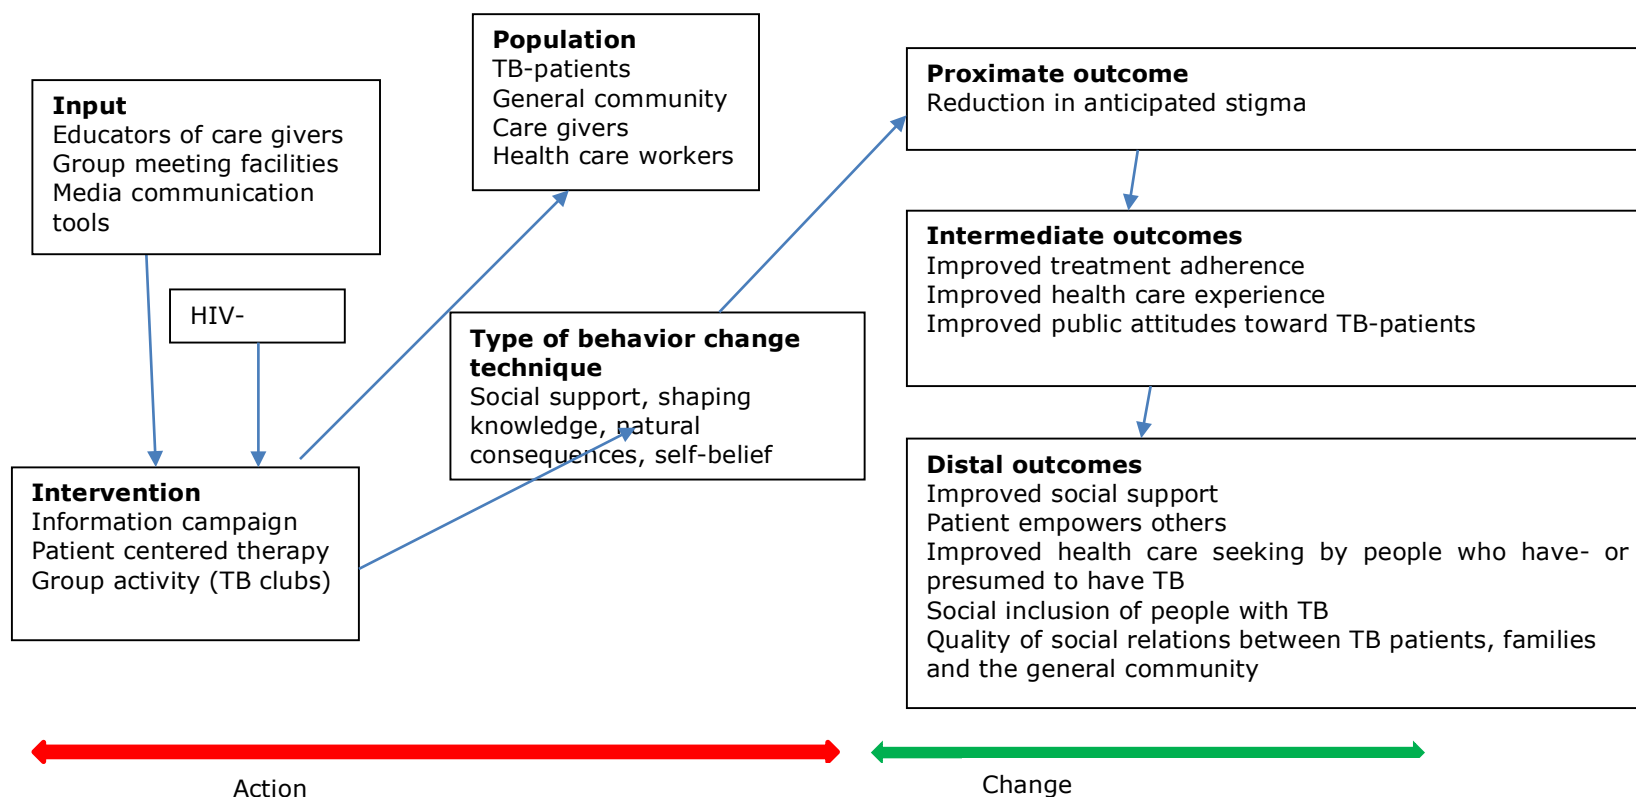 Input
Educators of care givers
Group meeting facilities
Media communication
tools
HIV-
Intervention
Information campaign
Patient centered therapy
Group activity (TB clubs)
Population
TB-patients
General community
Care givers
Health care workers
Type of behavior change
technique
Social support, shaping
knowledge, natural
consequences, self-belief
Proximate outcome
Reduction in anticipated stigma
Intermediate outcomes
Improved treatment adherence
Improved health care experience
Improved public attitudes toward TB-patients
Distal outcomes
Improved social support
Patient empowers others
Improved health care seeking by people who have- or
presumed to have TB
Social inclusion of people with TB
Quality of social relations between TB patients, families
and the general community
Action
Change